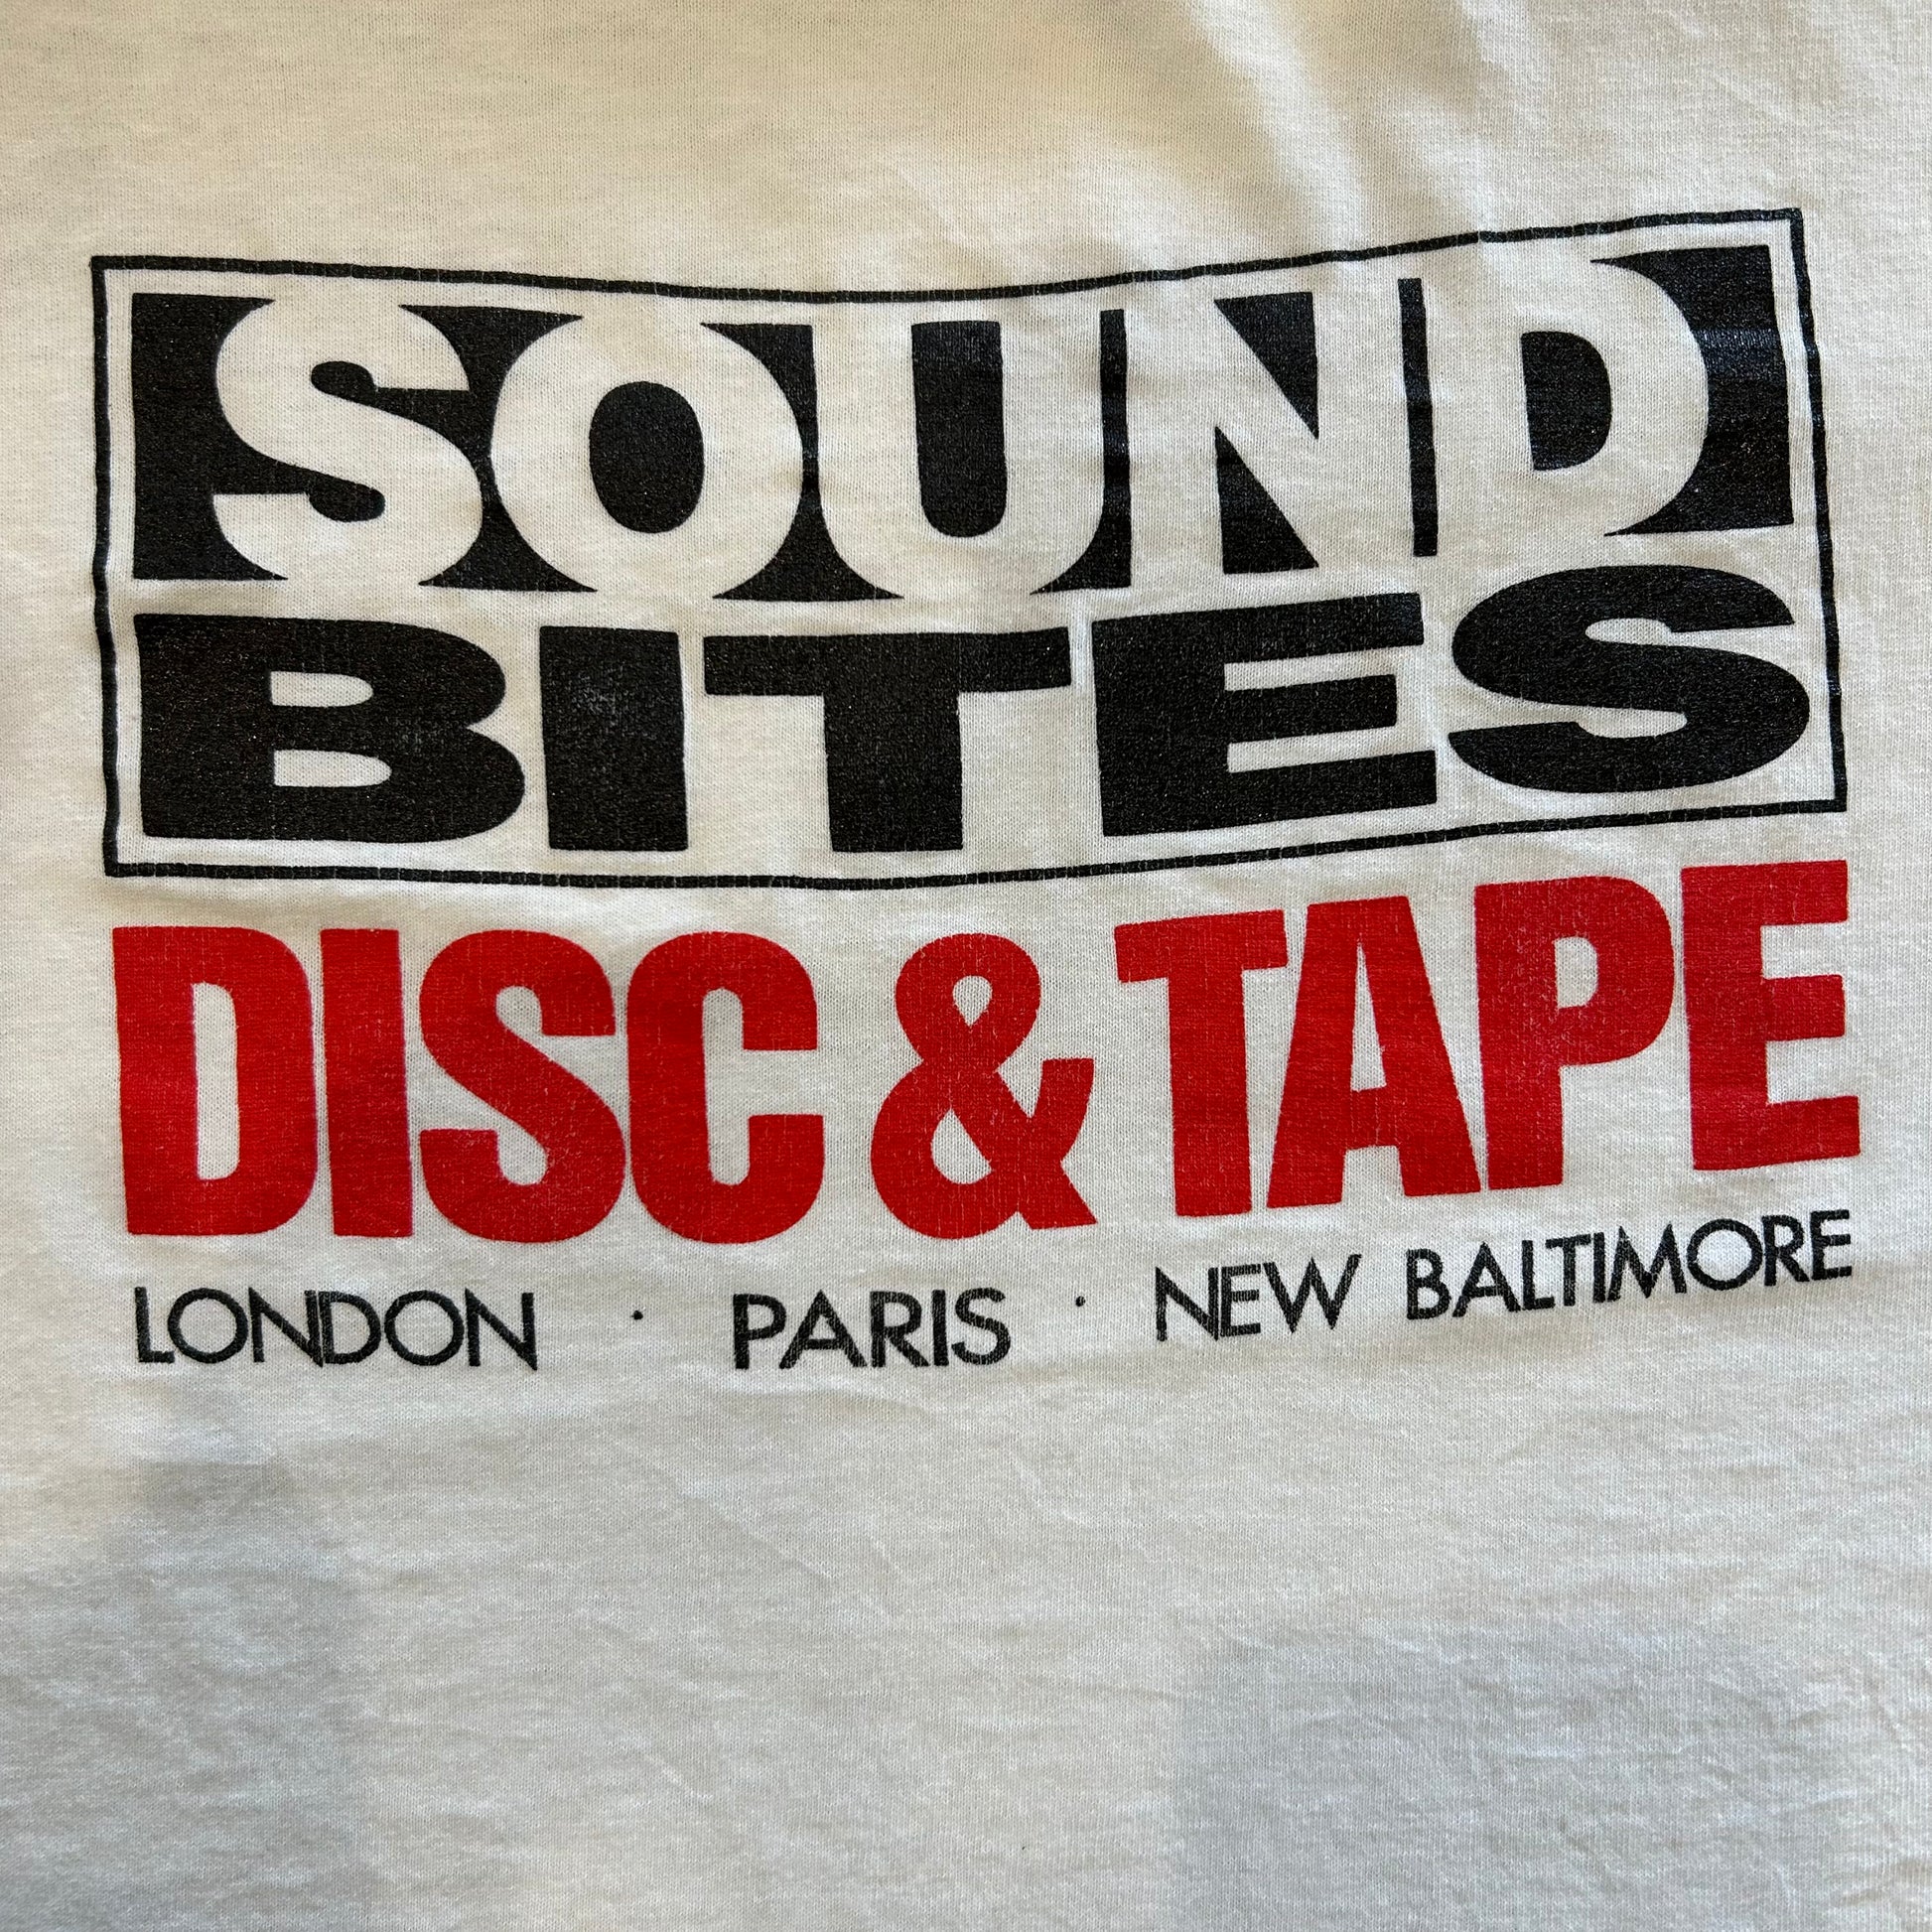 SOUND
BITES
DISC & TAPE
LONDON · PARIS · NEW BALTIMORE